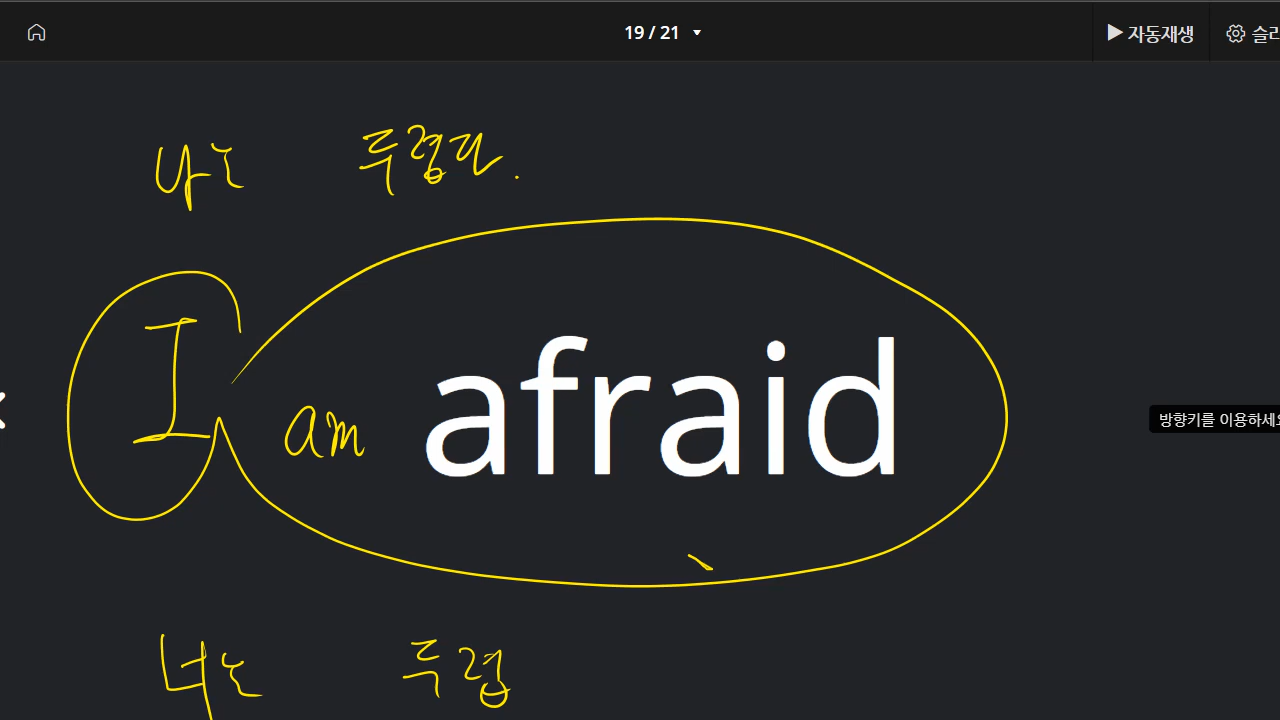 19 / 21 ▼ ▶ 자동재생 슬라
나는 두렵다.
I am afraid
방향키를 이용하세요
너는 두렵